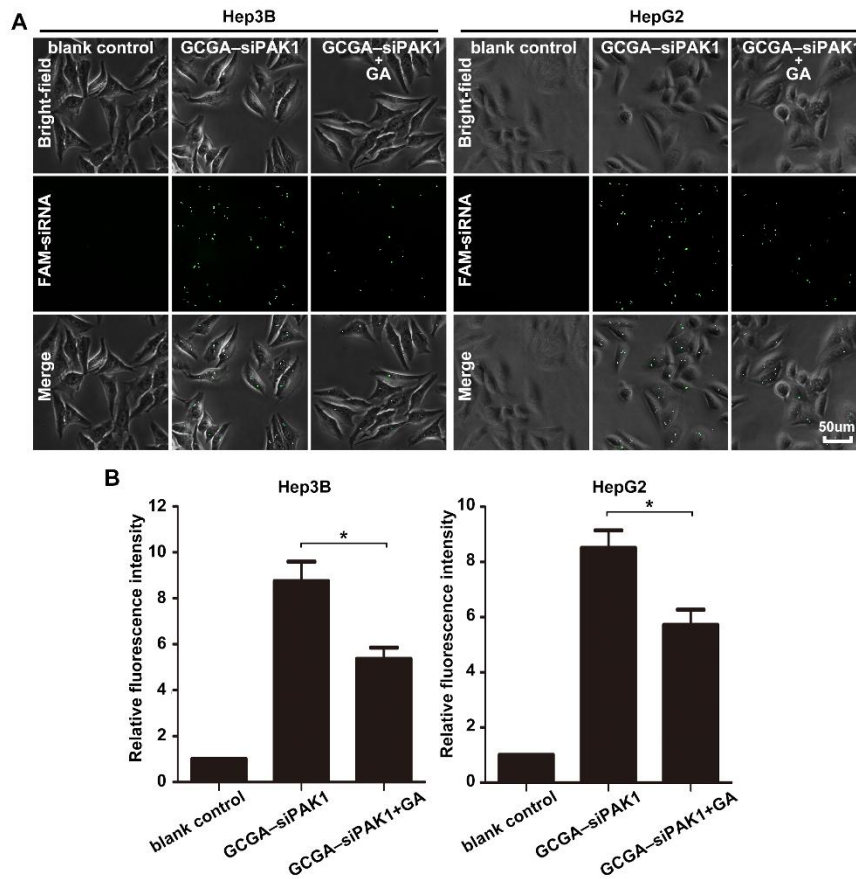 A
Hep3B
HepG2
blank control
GCGA–siPAK1
GCGA–siPAK1
+
GA
blank control
GCGA–siPAK1
GCGA–siPAK1
+
GA
Bright-field
Bright-field
FAM-siRNA
FAM-siRNA
Merge
Merge
50um
B
Hep3B
Relative fluorescence intensity
12
10
8
6
4
2
0
*
blank control
GCGA–siPAK1
GCGA–siPAK1+GA
HepG2
Relative fluorescence intensity
10
8
6
4
2
0
*
blank control
GCGA–siPAK1
GCGA–siPAK1+GA